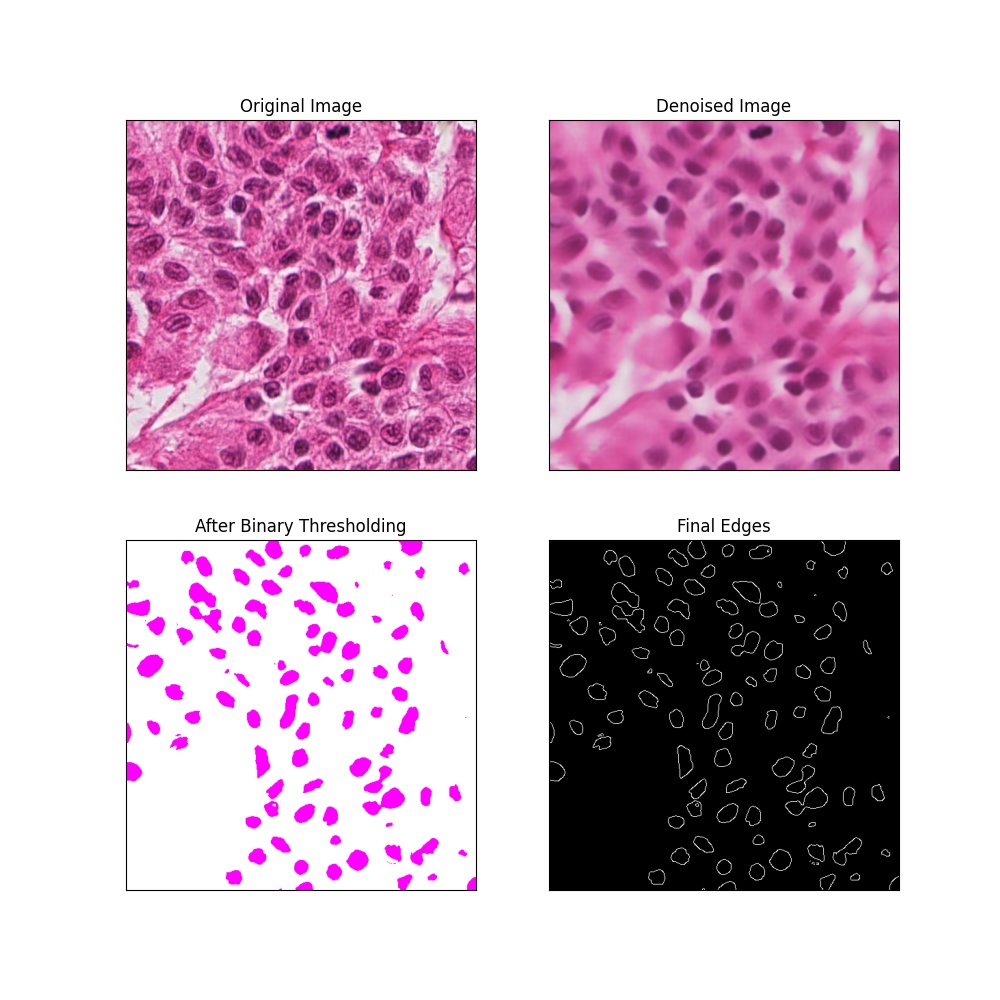 Original Image
Denoised Image
After Binary Thresholding
Final Edges